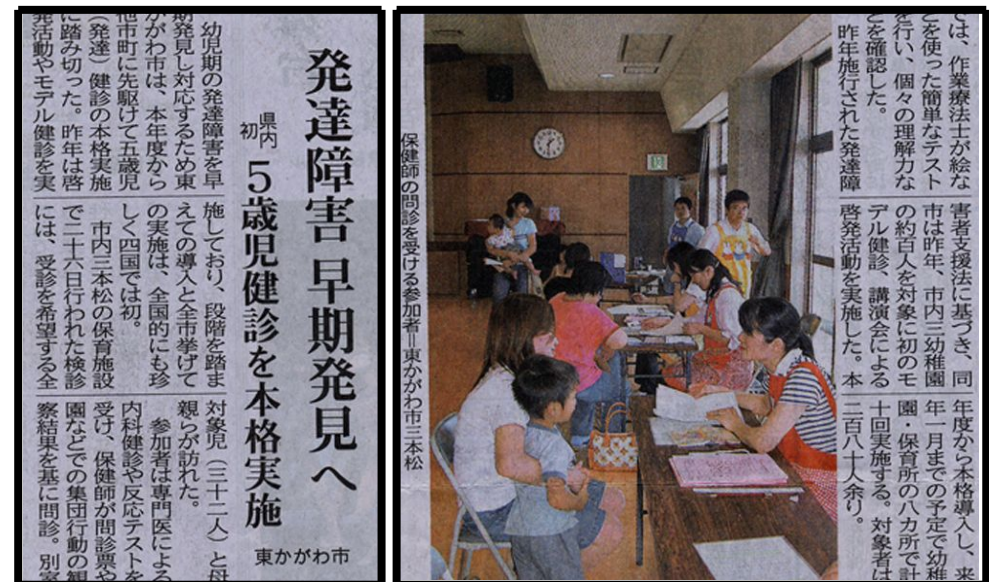 発達障害 早期発見へ
県内初 5歳児健診を本格実施
東かがわ市
幼児期の発達障害を早
期発見し対応するため東
かがわ市は、本年度から
他市町に先駆けて五歳児
（発達）健診の本格実施
に踏み切った。昨年は啓
発活動やモデル健診を実
施しており、段階を踏ま
えての導入と全市挙げて
の実施は、全国的にも珍
しく四国では初。
市内三本松の保育施設
で二十六日行われた検診
には、受診を希望する全
対象児（三十二人）と母
親らが訪れた。
参加者は専門医による
内科健診や反応テストを
受け、保健師が問診票や
園などでの集団行動の観
察結果を基に問診。別室
では、作業療法士が絵な
どを使った簡単なテスト
を行い、個々の理解力な
どを確認した。
昨年施行された発達障
害者支援法に基づき、同
市は昨年、市内三幼稚園
の約百人を対象に初のモ
デル健診、講演会による
啓発活動を実施した。本
年度から本格導入し、来
年一月までの予定で幼稚
園・保育所の八カ所で計
十回実施する。対象者は
二百八十人余り。
保健師の問診を受ける参加者＝東かがわ市三本松